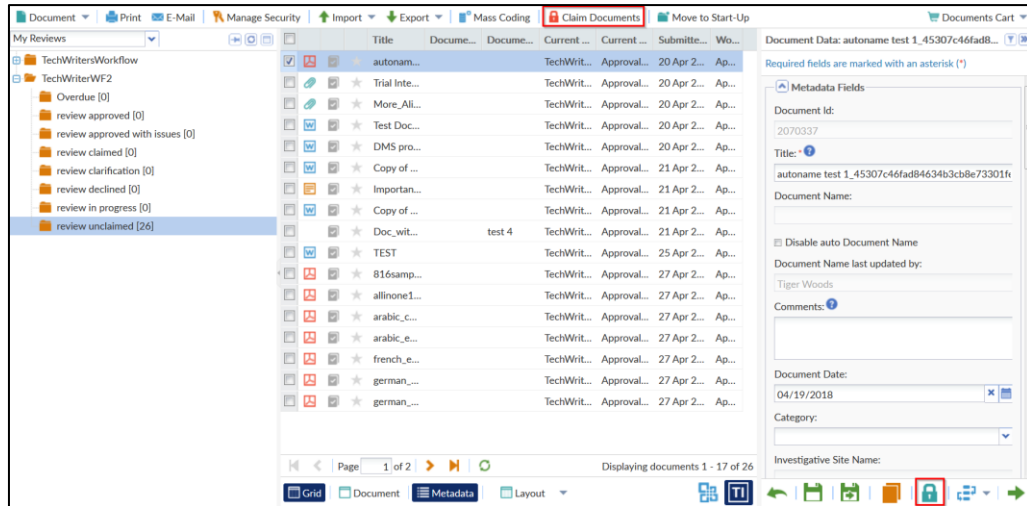 Document Print E-Mail Manage Security Import Export Mass Coding Claim Documents Move to Start-Up Documents Cart
My Reviews
TechWritersWorkflow
TechWriterWF2
Overdue [0]
review approved [0]
review approved with issues [0]
review claimed [0]
review clarification [0]
review declined [0]
review in progress [0]
review unclaimed [26]
Title Docume... Docume... Current ... Current ... Submitte... Wo...
autonam... TechWrit... Approval... 20 Apr 2... Ap...
Trial Inte... TechWrit... Approval... 20 Apr 2... Ap...
More_Ali... TechWrit... Approval... 20 Apr 2... Ap...
Test Doc... TechWrit... Approval... 20 Apr 2... Ap...
DMS pro... TechWrit... Approval... 20 Apr 2... Ap...
Copy of ... TechWrit... Approval... 21 Apr 2... Ap...
Importan... TechWrit... Approval... 21 Apr 2... Ap...
Copy of ... TechWrit... Approval... 21 Apr 2... Ap...
Doc_wit... test 4 TechWrit... Approval... 21 Apr 2... Ap...
TEST TechWrit... Approval... 25 Apr 2... Ap...
816samp... TechWrit... Approval... 27 Apr 2... Ap...
allinone1... TechWrit... Approval... 27 Apr 2... Ap...
arabic_c... TechWrit... Approval... 27 Apr 2... Ap...
arabic_e... TechWrit... Approval... 27 Apr 2... Ap...
french_e... TechWrit... Approval... 27 Apr 2... Ap...
german_... TechWrit... Approval... 27 Apr 2... Ap...
german_... TechWrit... Approval... 27 Apr 2... Ap...
Page 1 of 2 Displaying documents 1 - 17 of 26
Grid Document Metadata Layout TI
Document Data: autoname test 1_45307c46fad8...
Required fields are marked with an asterisk (*)
Metadata Fields
Document Id:
2070337
Title: *
autoname test 1_45307c46fad84634b3cb8e73301fe
Document Name:
Disable auto Document Name
Document Name last updated by:
Tiger Woods
Comments:
Document Date:
04/19/2018
Category:
Investigative Site Name: